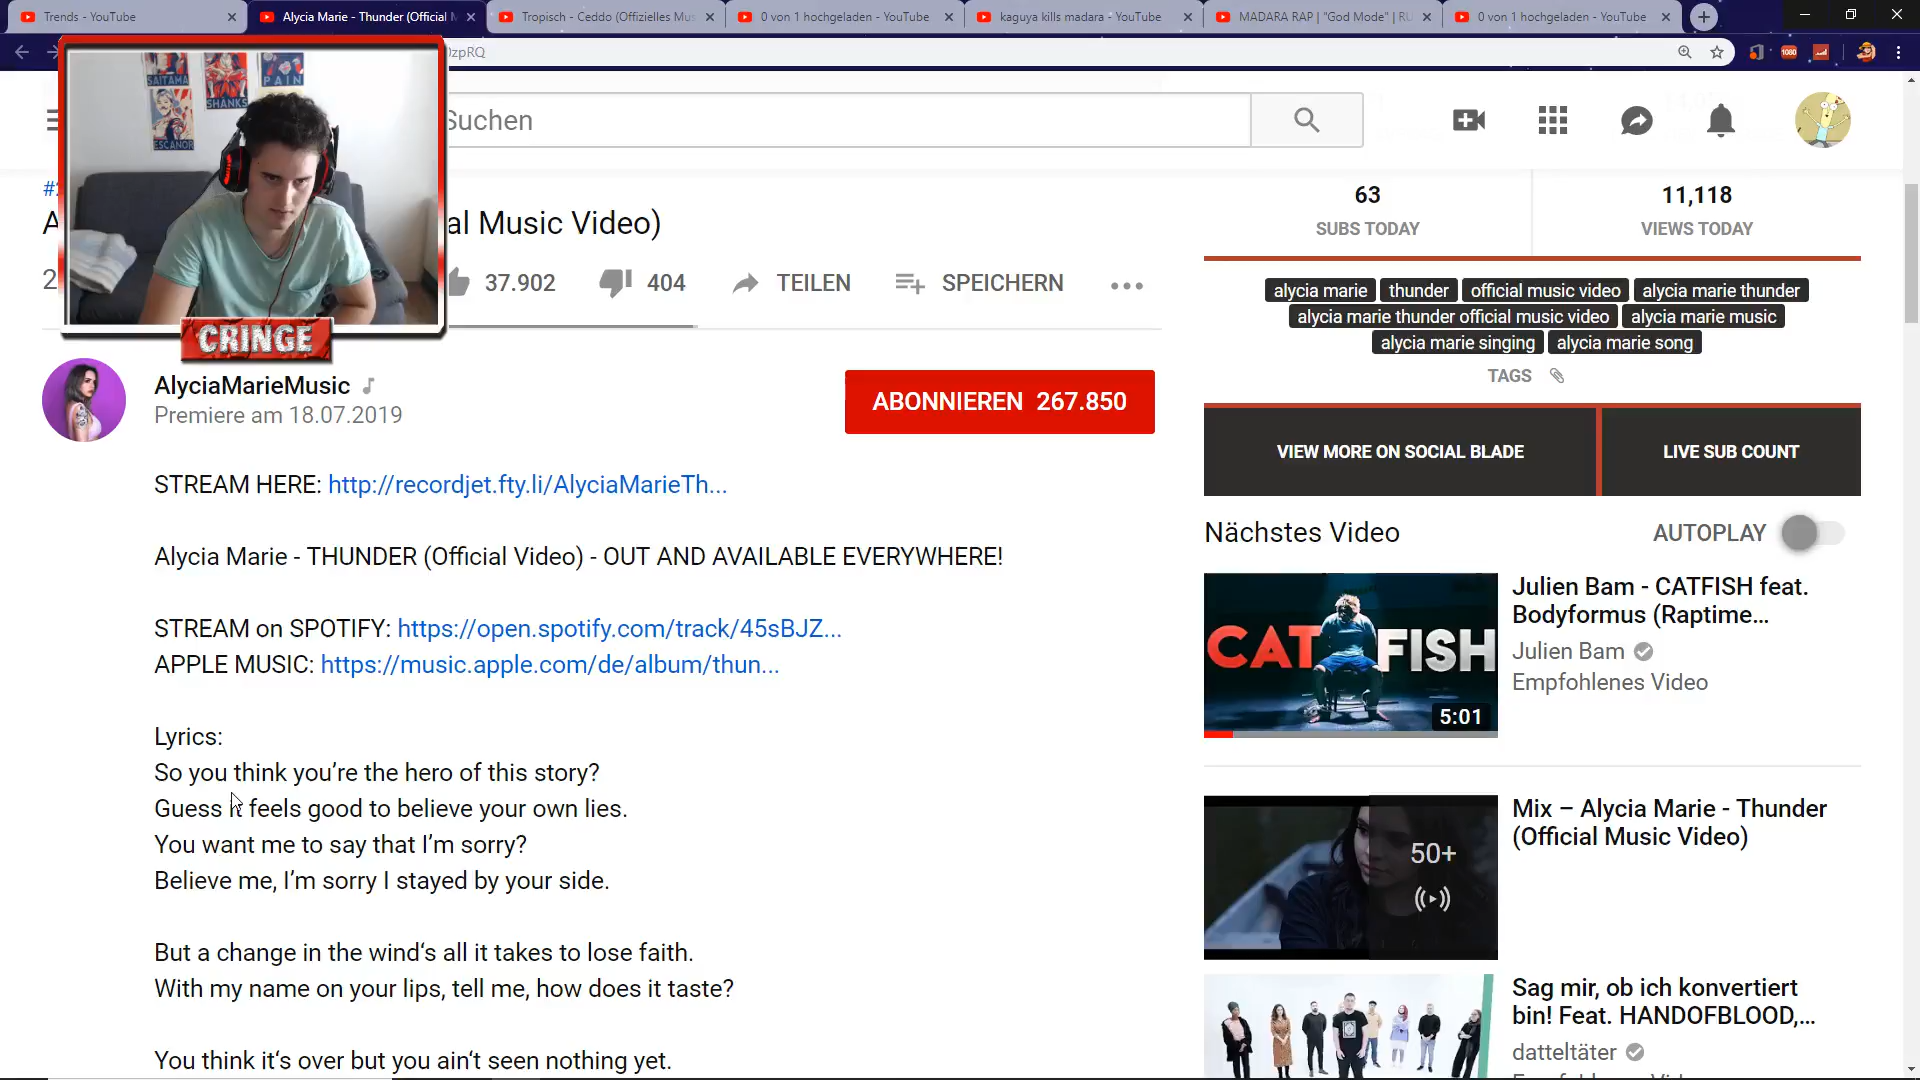 Trends - YouTube
Alycia Marie - Thunder (Official M
Tropisch - Ceddo (Offizielles Mus
0 von 1 hochgeladen - YouTube
kaguya kills madara - YouTube
MADARA RAP | "God Mode" | RU
0 von 1 hochgeladen - YouTube
zpRQ
1080
SAITAMA
SHANKS
PAIN
ESCANOR
CRINGE
Suchen
#
A
al Music Video)
2
37.902
404
TEILEN
SPEICHERN
63
SUBS TODAY
11,118
VIEWS TODAY
alycia marie
thunder
official music video
alycia marie thunder
alycia marie thunder official music video
alycia marie music
alycia marie singing
alycia marie song
TAGS
VIEW MORE ON SOCIAL BLADE
LIVE SUB COUNT
AlyciaMarieMusic
Premiere am 18.07.2019
ABONNIEREN 267.850
STREAM HERE: http://recordjet.fty.li/AlyciaMarieTh...
Alycia Marie - THUNDER (Official Video) - OUT AND AVAILABLE EVERYWHERE!
STREAM on SPOTIFY: https://open.spotify.com/track/45sBJZ...
APPLE MUSIC: https://music.apple.com/de/album/thun...
Lyrics:
So you think you’re the hero of this story?
Guess it feels good to believe your own lies.
You want me to say that I’m sorry?
Believe me, I’m sorry I stayed by your side.
But a change in the wind‘s all it takes to lose faith.
With my name on your lips, tell me, how does it taste?
You think it‘s over but you ain‘t seen nothing yet.
Nächstes Video
AUTOPLAY
CATFISH
5:01
Julien Bam - CATFISH feat.
Bodyformus (Raptime...
Julien Bam
Empfohlenes Video
50+
Mix – Alycia Marie - Thunder
(Official Music Video)
Sag mir, ob ich konvertiert
bin! Feat. HANDOFBLOOD,...
datteltäter